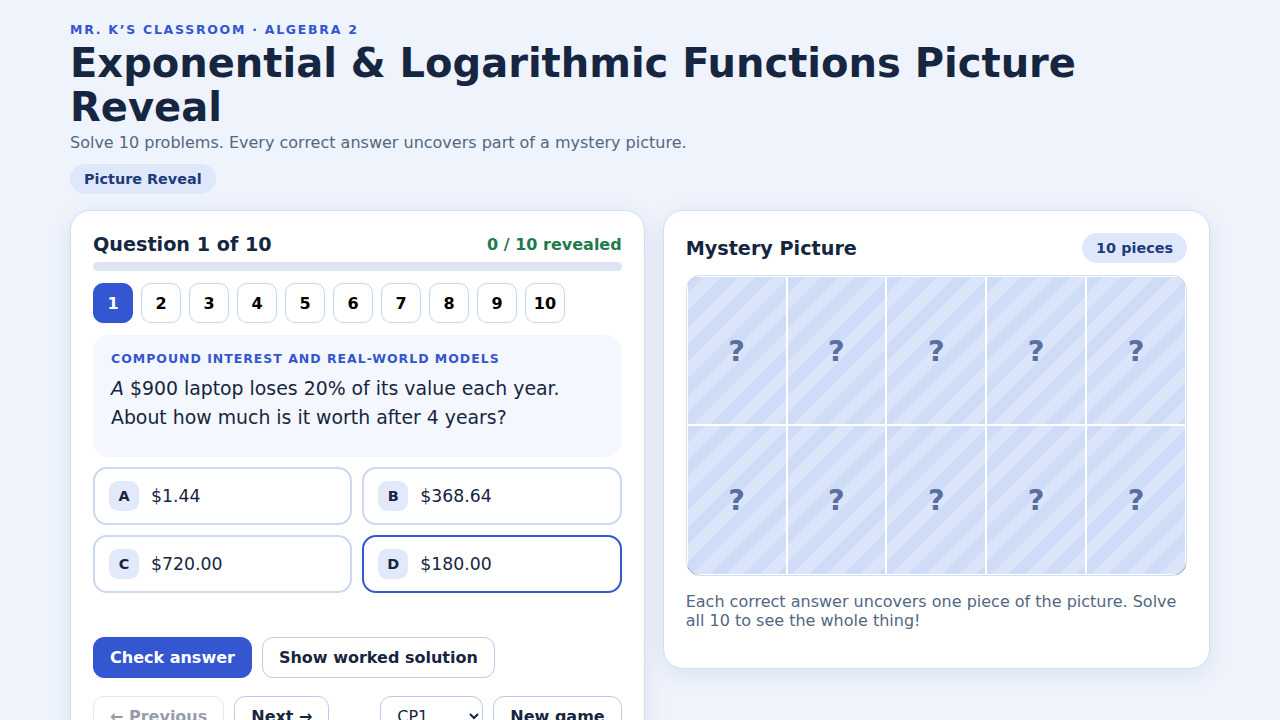 MR. K’S CLASSROOM · ALGEBRA 2
Exponential & Logarithmic Functions Picture
Reveal
Solve 10 problems. Every correct answer uncovers part of a mystery picture.
Picture Reveal
Question 1 of 10
0 / 10 revealed
1 2 3 4 5 6 7 8 9 10
COMPOUND INTEREST AND REAL-WORLD MODELS
A $900 laptop loses 20% of its value each year.
About how much is it worth after 4 years?
A $1.44
B $368.64
C $720.00
D $180.00
Check answer
Show worked solution
← Previous
Next →
CP1
New game
Mystery Picture
10 pieces
? ? ? ? ?
? ? ? ? ?
Each correct answer uncovers one piece of the picture. Solve
all 10 to see the whole thing!